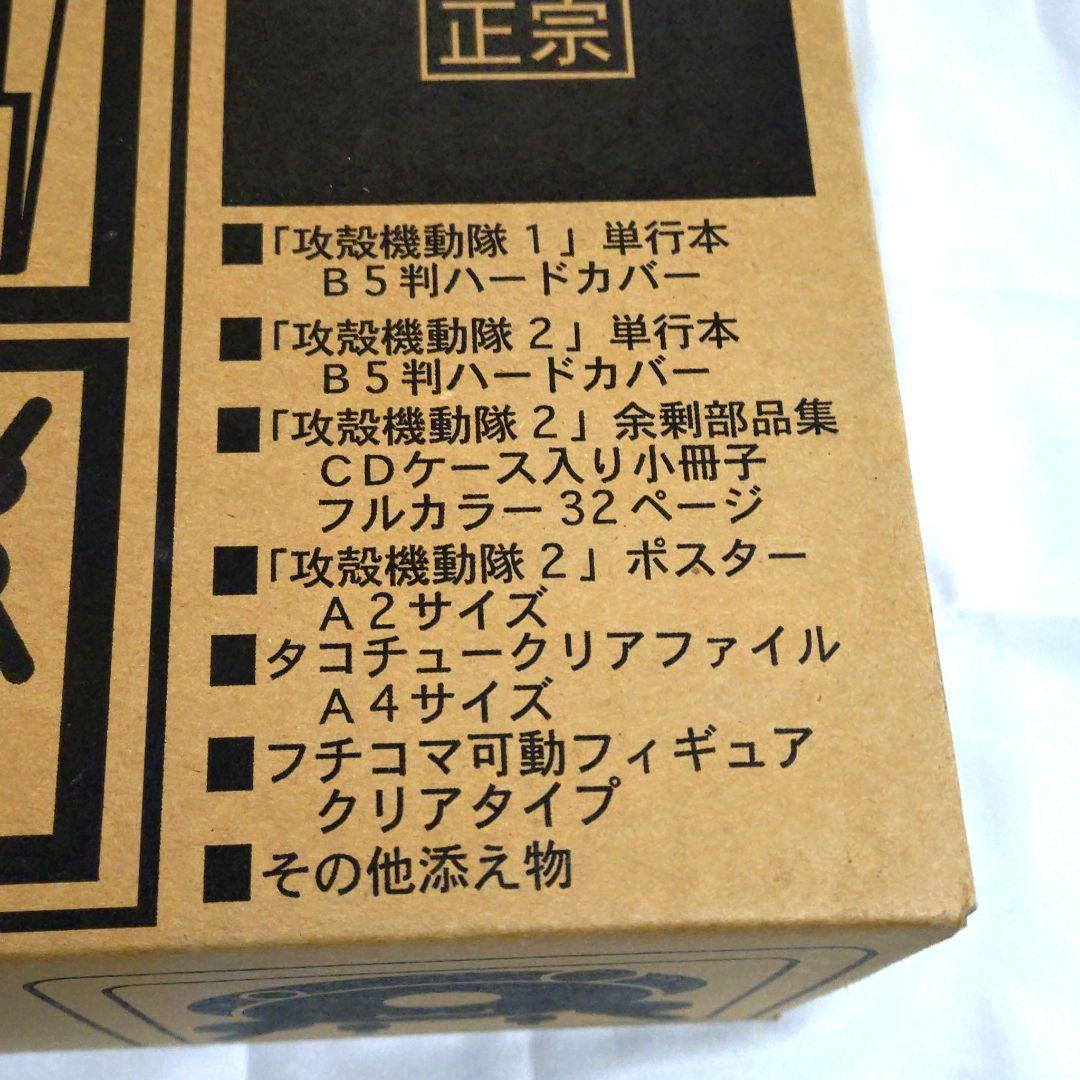 正宗
■「攻殻機動隊１」単行本
Ｂ５判ハードカバー
■「攻殻機動隊２」単行本
Ｂ５判ハードカバー
■「攻殻機動隊２」余剰部品集
ＣＤケース入り小冊子
フルカラー32ページ
■「攻殻機動隊２」ポスター
Ａ２サイズ
■タコチュークリアファイル
Ａ４サイズ
■フチコマ可動フィギュア
クリアタイプ
■その他添え物